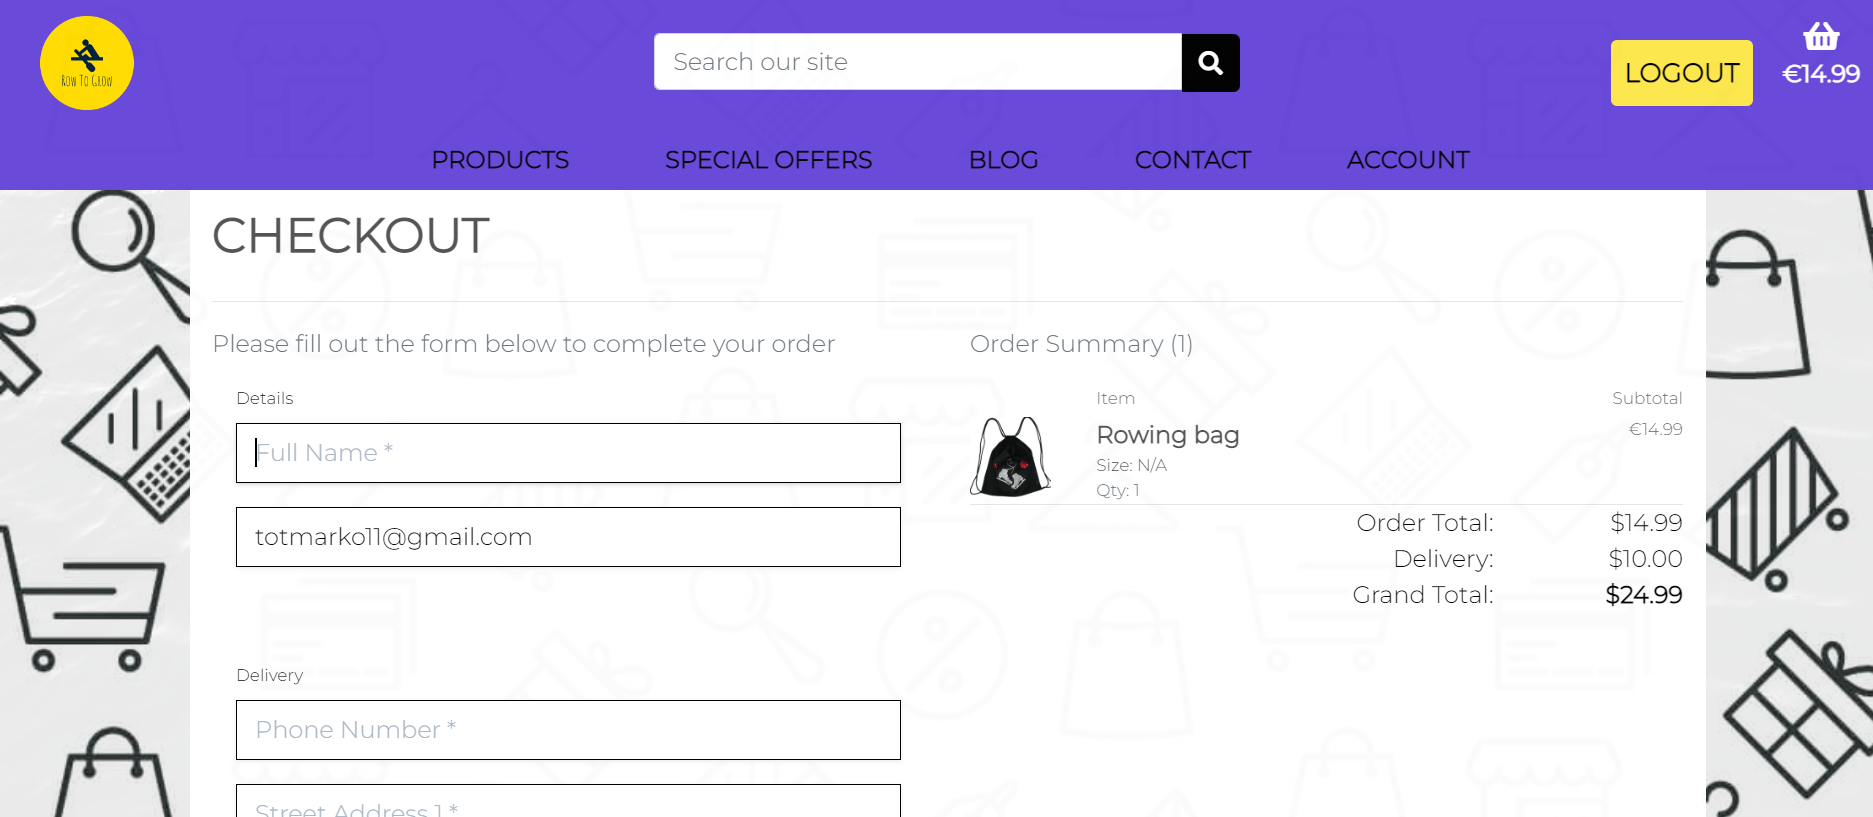 ROW TO GROW
Search our site
LOGOUT
€14.99
PRODUCTS
SPECIAL OFFERS
BLOG
CONTACT
ACCOUNT
CHECKOUT
Please fill out the form below to complete your order
Details
Full Name *
totmarko11@gmail.com
Delivery
Phone Number *
Street Address 1 *
Order Summary (1)
Item Subtotal
Rowing bag €14.99
Size: N/A
Qty: 1
Order Total: $14.99
Delivery: $10.00
Grand Total: $24.99